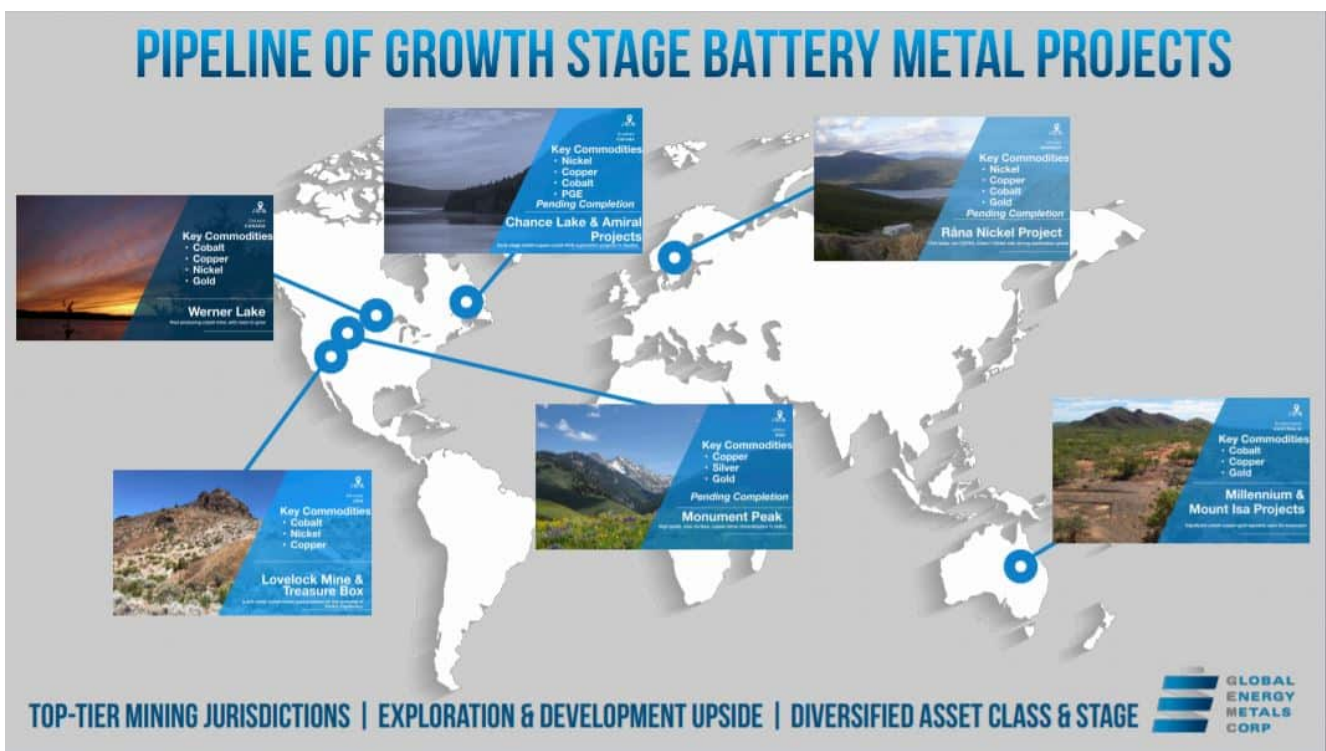 PIPELINE OF GROWTH STAGE BATTERY METAL PROJECTS
Key Commodities
• Nickel
• Copper
• Cobalt
• PGE
Pending Completion
Chance Lake & Amiral
Projects
Key Commodities
• Nickel
• Copper
• Cobalt
• Gold
Pending Completion
Råna Nickel Project
CANADA
Key Commodities
• Cobalt
• Copper
• Nickel
• Gold
Werner Lake
Key Commodities
• Copper
• Silver
• Gold
Pending Completion
Monument Peak
Key Commodities
• Cobalt
• Copper
• Gold
Millennium &
Mount Isa Projects
Key Commodities
• Cobalt
• Nickel
• Copper
Lovelock Mine &
Treasure Box
TOP-TIER MINING JURISDICTIONS | EXPLORATION & DEVELOPMENT UPSIDE | DIVERSIFIED ASSET CLASS & STAGE
GLOBAL
ENERGY
METALS
CORP